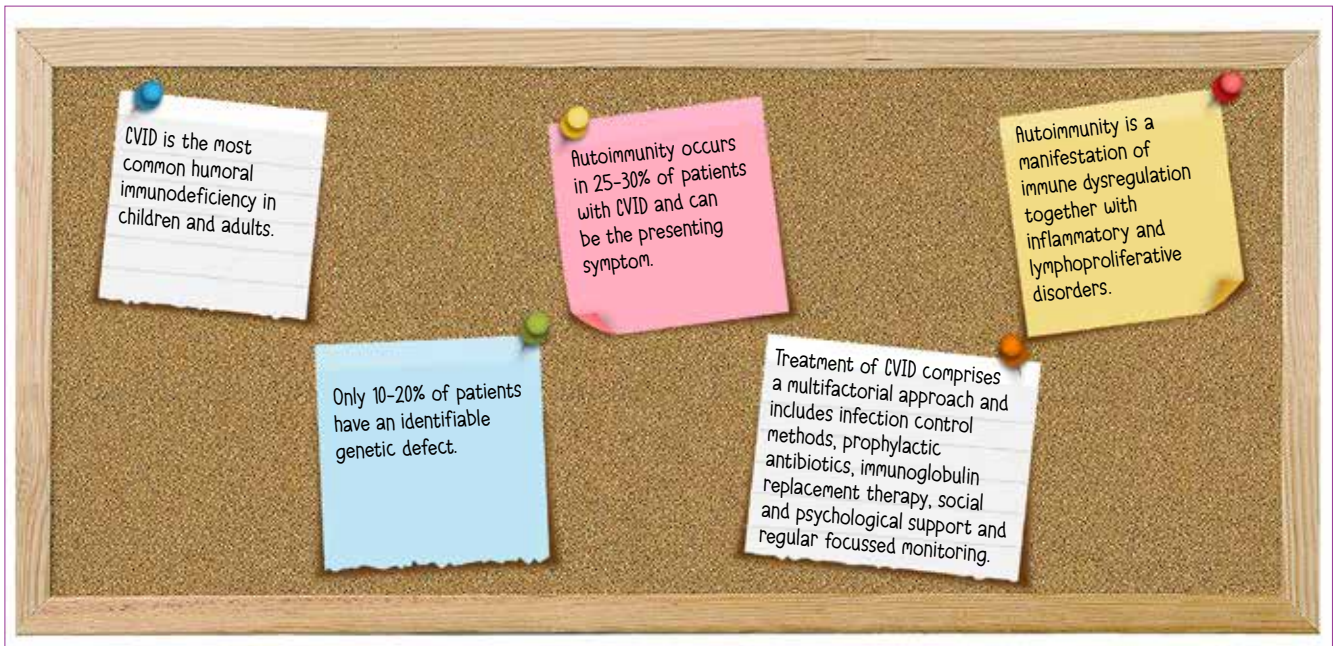 CVID is the most
common humoral
immunodeficiency in
children and adults.
Autoimmunity occurs
in 25-30% of patients
with CVID and can
be the presenting
symptom.
Autoimmunity is a
manifestation of
immune dysregulation
together with
inflammatory and
lymphoproliferative
disorders.
Only 10-20% of patients
have an identifiable
genetic defect.
Treatment of CVID comprises
a multifactorial approach and
includes infection control
methods, prophylactic
antibiotics, immunoglobulin
replacement therapy, social
and psychological support and
regular focussed monitoring.